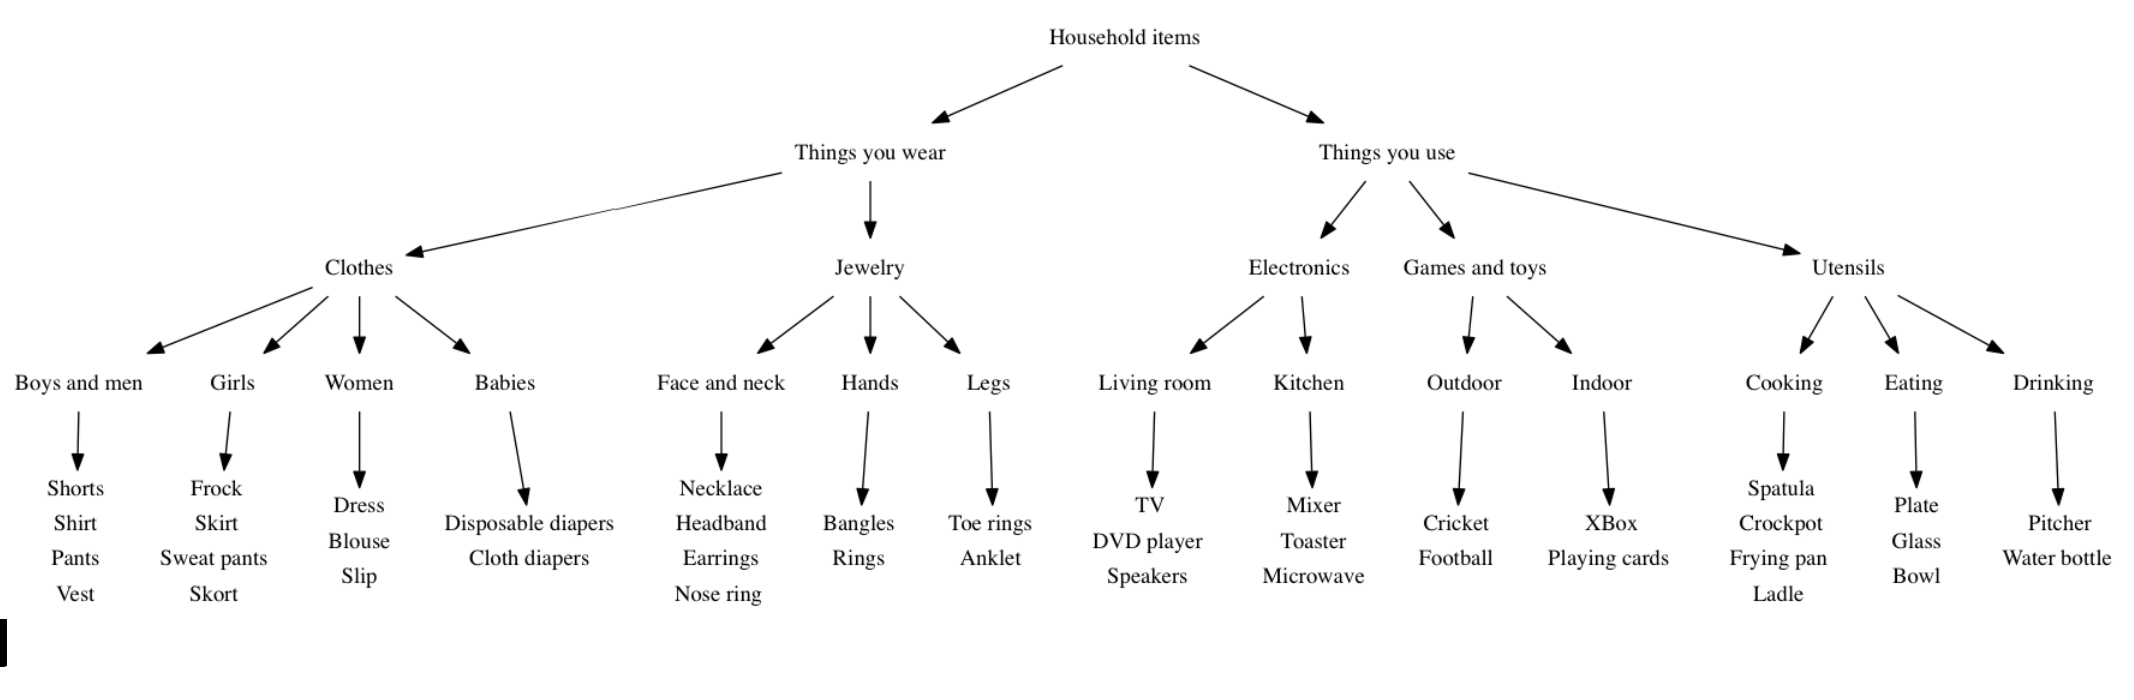 Household items
Things you wear
Things you use
Clothes
Jewelry
Electronics
Games and toys
Utensils
Boys and men
Girls
Women
Babies
Face and neck
Hands
Legs
Living room
Kitchen
Outdoor
Indoor
Cooking
Eating
Drinking
Shorts
Shirt
Pants
Vest
Frock
Skirt
Sweat pants
Skort
Dress
Blouse
Slip
Disposable diapers
Cloth diapers
Necklace
Headband
Earrings
Nose ring
Bangles
Rings
Toe rings
Anklet
TV
DVD player
Speakers
Mixer
Toaster
Microwave
Cricket
Football
XBox
Playing cards
Spatula
Crockpot
Frying pan
Ladle
Plate
Glass
Bowl
Pitcher
Water bottle